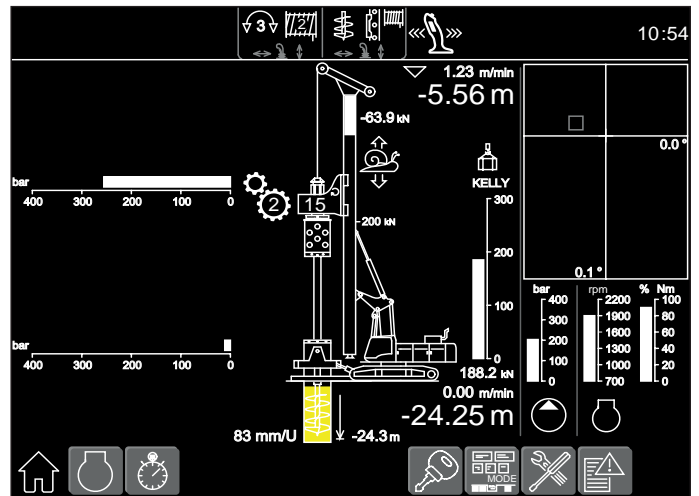 3 2 10:54
1.23 m/min
-5.56 m
-63.9 kN
0.0°
KELLY
bar
400 300 200 100 0
2 15
300
-200 kN
200
0.1°
bar rpm % Nm
400 2200 100
300 1900 80
200 1600 60
100 1300 40
1000 20
0 700 0
100
0
bar
400 300 200 100 0
188.2 kN
0.00 m/min
-24.25 m
83 mm/U -24.3 m
MODE